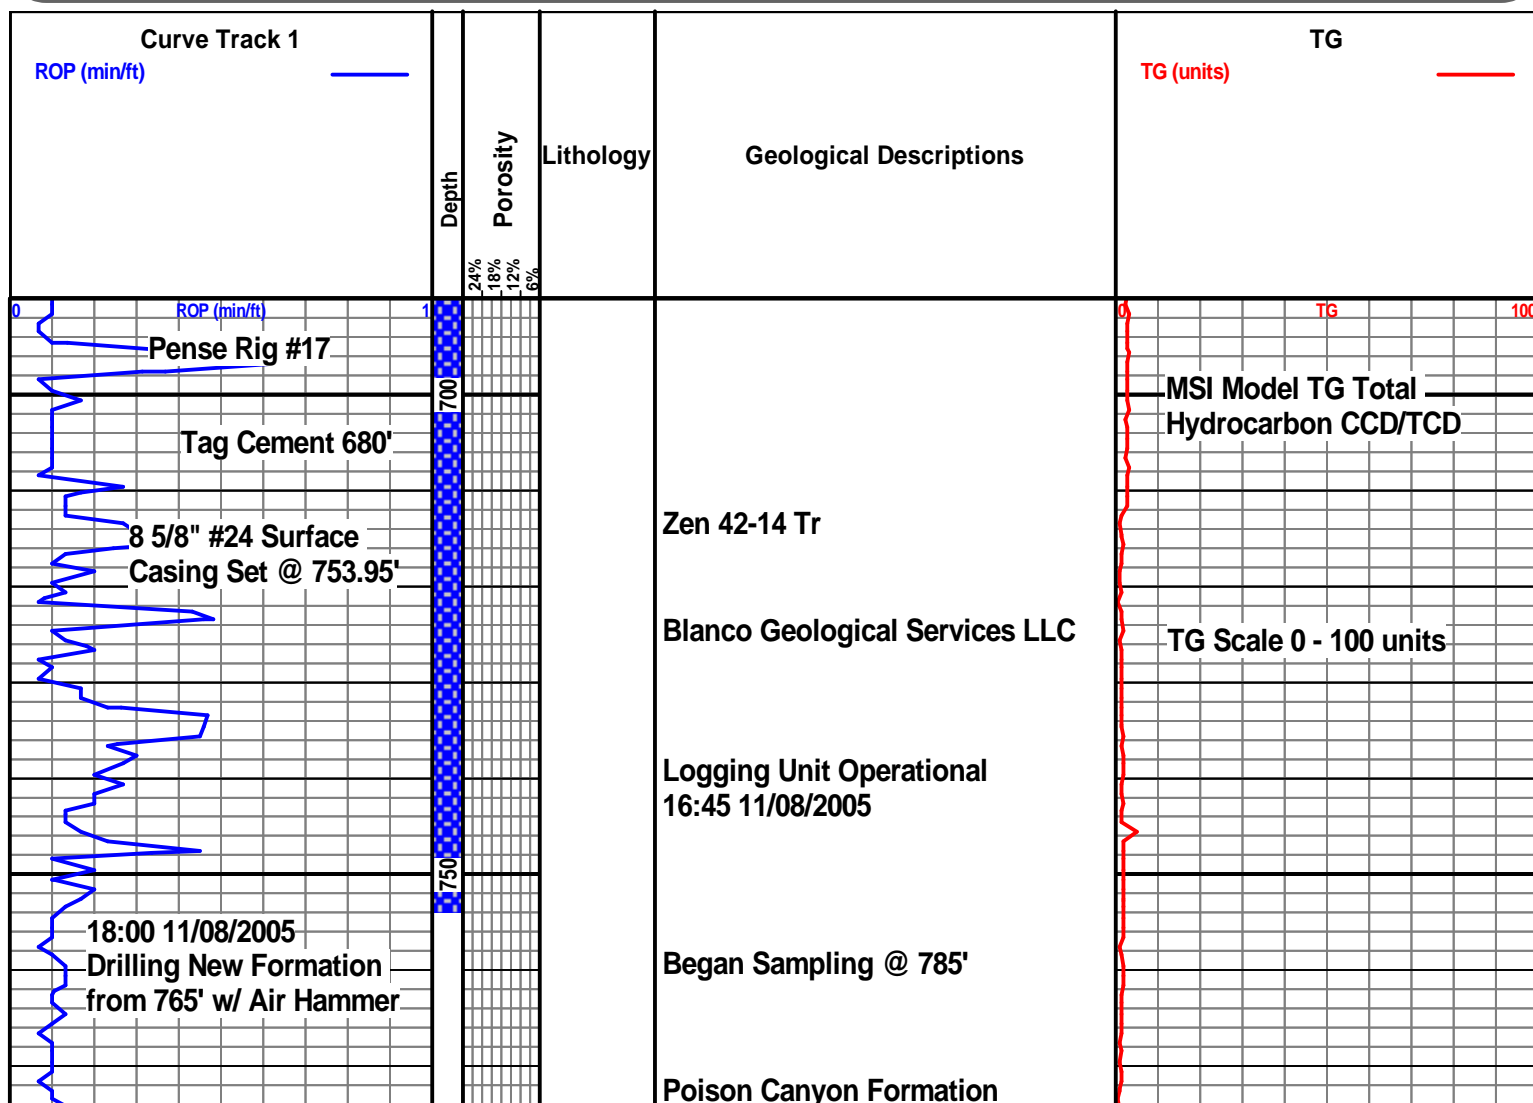 Curve Track 1
ROP (min/ft)
Depth
Porosity
24%
18%
12%
6%
Lithology
Geological Descriptions
TG
TG (units)
0 ROP (min/ft) 1
0 TG 100
Pense Rig #17
700
MSI Model TG Total
Hydrocarbon CCD/TCD
Tag Cement 680'
8 5/8" #24 Surface
Casing Set @ 753.95'
Zen 42-14 Tr
Blanco Geological Services LLC
TG Scale 0 - 100 units
Logging Unit Operational
16:45 11/08/2005
750
18:00 11/08/2005
Drilling New Formation
from 765' w/ Air Hammer
Began Sampling @ 785'
Poison Canyon Formation